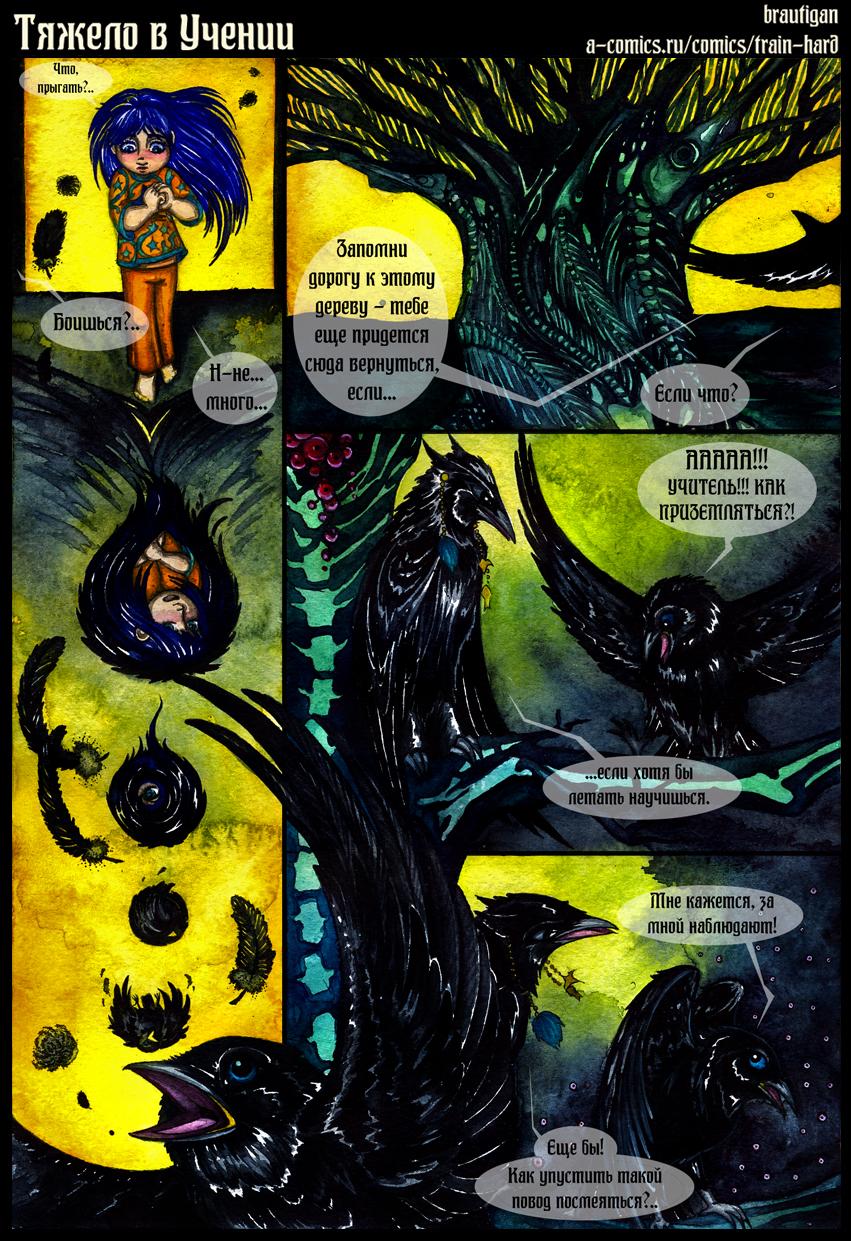 Тяжело в Учении
brautigan
a-comics.ru/comics/train-hard
Что,
прыгать?..
Боишься?..
Н-не...
много...
Запомни
дорогу к этому
дереву - тебе
еще придется
сюда вернуться,
если...
Если что?
ААААА!!!
учитель!!! как
приземляться?!
...если хотя бы
летать научишься.
Мне кажется, за
мной наблюдают!
Еще бы!
Как упустить такой
повод посмеяться?..